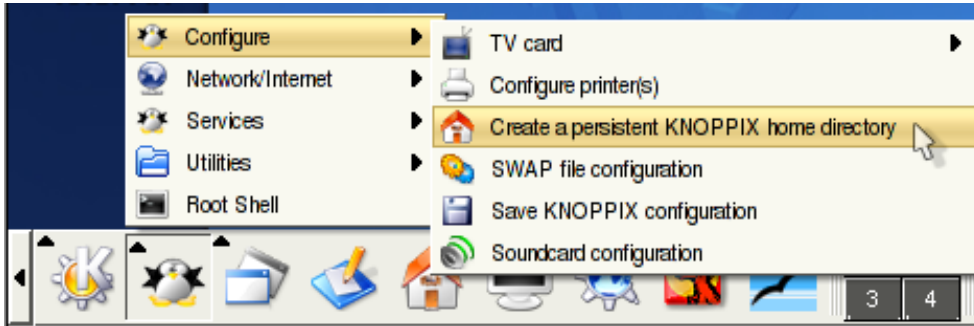 Configure
Network/Internet
Services
Utilities
Root Shell
TV card
Configure printer(s)
Create a persistent KNOPPIX home directory
SWAP file configuration
Save KNOPPIX configuration
Soundcard configuration
3 4